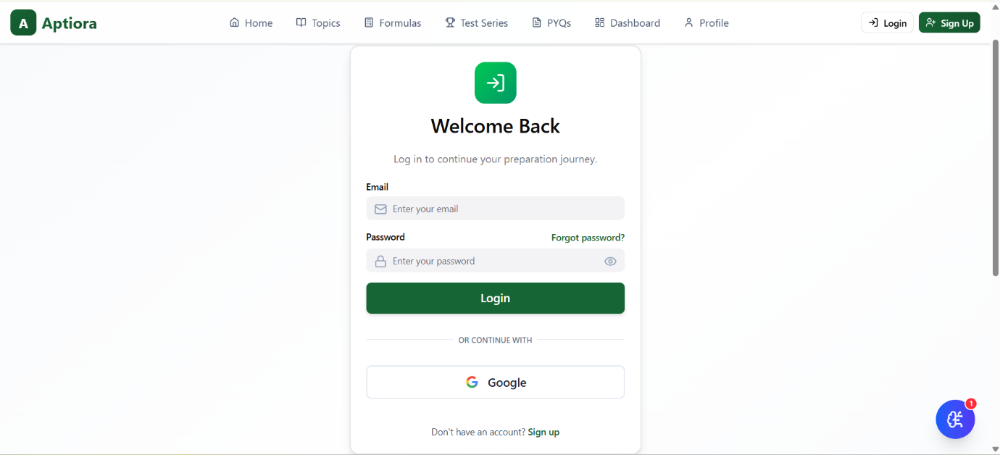 A Aptiora Home Topics Formulas Test Series PYQs Dashboard Profile Login Sign Up
Welcome Back
Log in to continue your preparation journey.
Email
Enter your email
Password Forgot password?
Enter your password
Login
OR CONTINUE WITH
Google
1
Don't have an account? Sign up